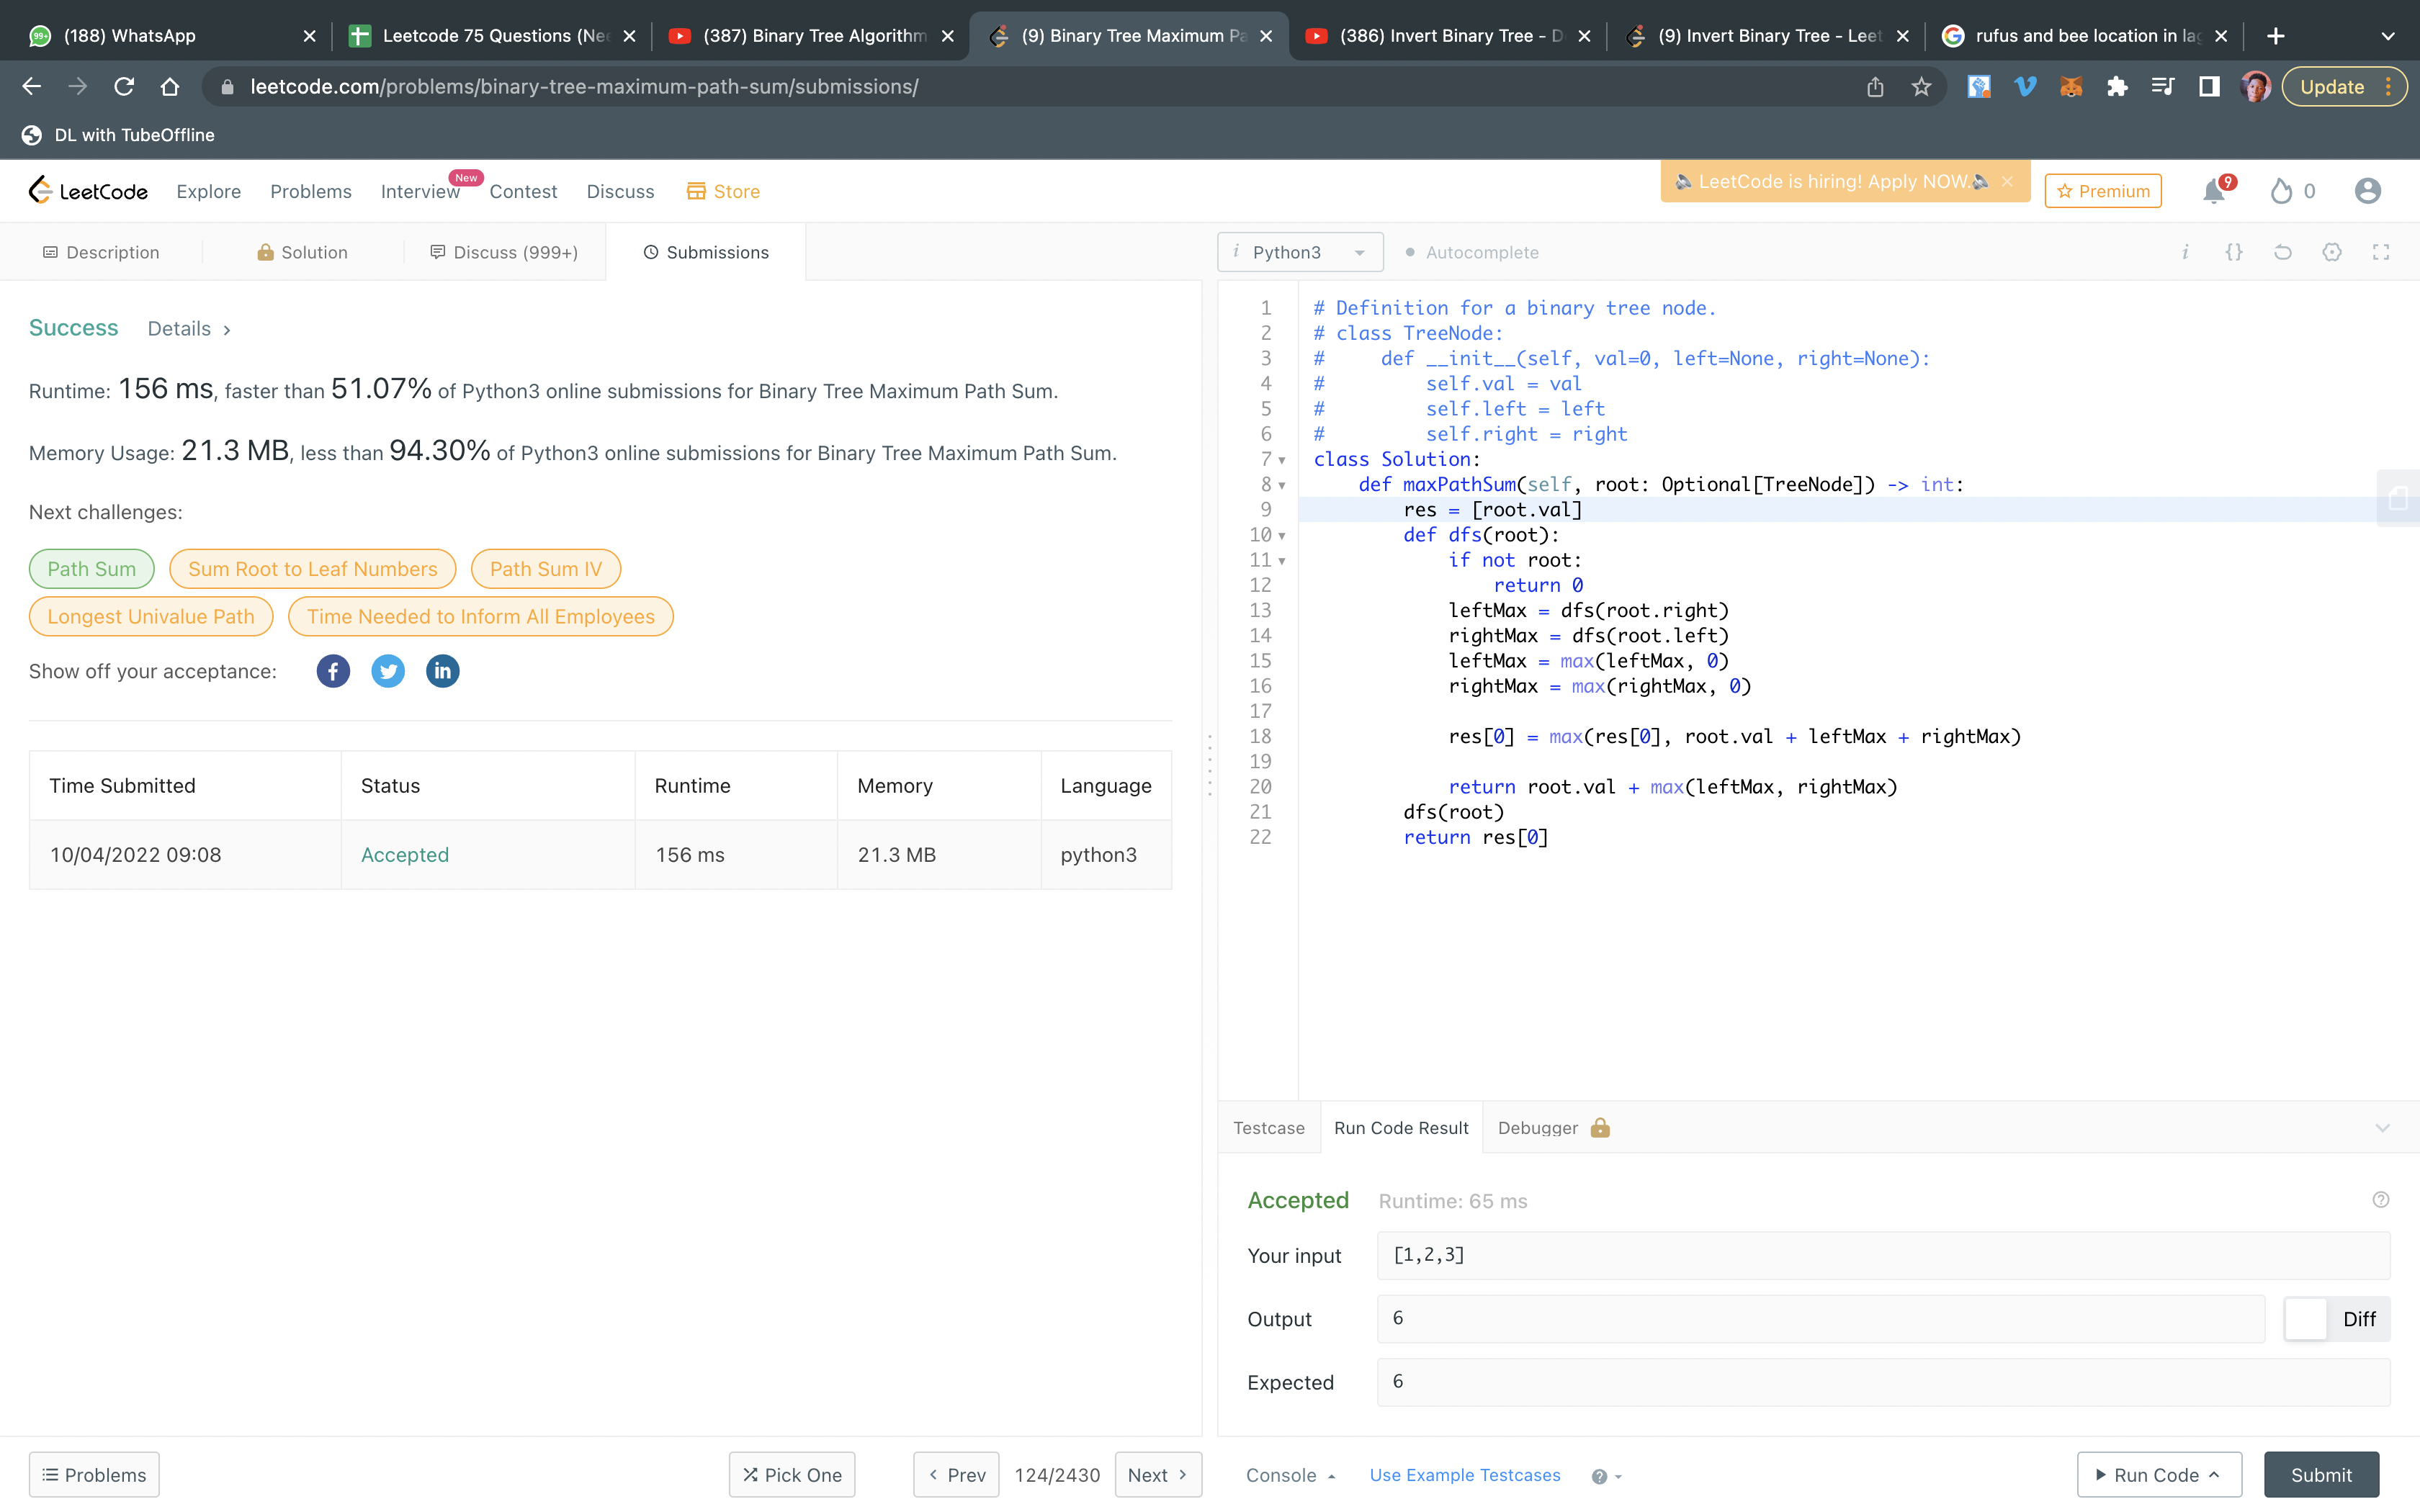 (188) WhatsApp
Leetcode 75 Questions (Nee
(387) Binary Tree Algorithm
(9) Binary Tree Maximum Pa
(386) Invert Binary Tree - D
(9) Invert Binary Tree - Leet
rufus and bee location in lag
leetcode.com/problems/binary-tree-maximum-path-sum/submissions/
Update
DL with TubeOffline
LeetCode
Explore
Problems
Interview
New
Contest
Discuss
Store
LeetCode is hiring! Apply NOW.
Premium
9
0
Description
Solution
Discuss (999+)
Submissions
Success
Details
Runtime: 156 ms, faster than 51.07% of Python3 online submissions for Binary Tree Maximum Path Sum.
Memory Usage: 21.3 MB, less than 94.30% of Python3 online submissions for Binary Tree Maximum Path Sum.
Next challenges:
Path Sum
Sum Root to Leaf Numbers
Path Sum IV
Longest Univalue Path
Time Needed to Inform All Employees
Show off your acceptance:
Time Submitted Status Runtime Memory Language
10/04/2022 09:08 Accepted 156 ms 21.3 MB python3
Problems
Pick One
Prev
124/2430
Next
i Python3
Autocomplete
i {}
1 # Definition for a binary tree node.
2 # class TreeNode:
3 #     def __init__(self, val=0, left=None, right=None):
4 #         self.val = val
5 #         self.left = left
6 #         self.right = right
7 class Solution:
8     def maxPathSum(self, root: Optional[TreeNode]) -> int:
9         res = [root.val]
10         def dfs(root):
11             if not root:
12                 return 0
13             leftMax = dfs(root.right)
14             rightMax = dfs(root.left)
15             leftMax = max(leftMax, 0)
16             rightMax = max(rightMax, 0)
17
18             res[0] = max(res[0], root.val + leftMax + rightMax)
19
20             return root.val + max(leftMax, rightMax)
21         dfs(root)
22         return res[0]
Testcase
Run Code Result
Debugger
Accepted
Runtime: 65 ms
Your input
[1,2,3]
Output
6
Diff
Expected
6
Console
Use Example Testcases
Run Code
Submit